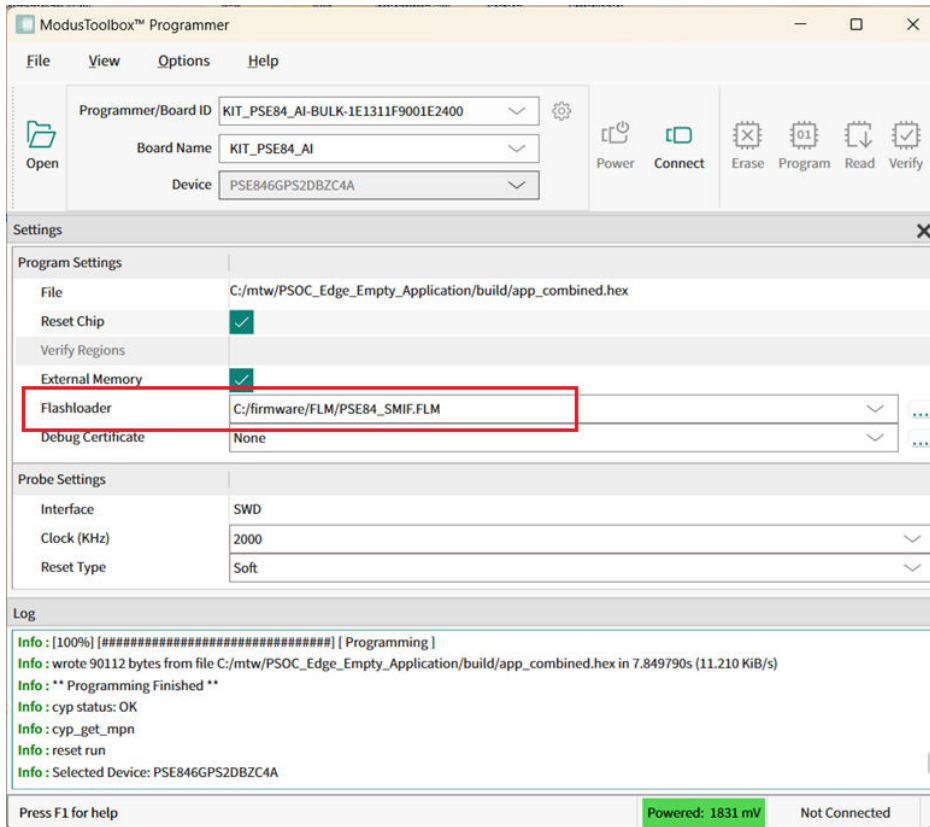 ModusToolbox™ Programmer
File View Options Help
Open
Programmer/Board ID KIT_PSE84_AI-BULK-1E1311F9001E2400
Board Name KIT_PSE84_AI
Device PSE846GPS2DBZC4A
Power Connect Erase Program Read Verify
Settings
Program Settings
File C:/mtw/PSOC_Edge_Empty_Application/build/app_combined.hex
Reset Chip
Verify Regions
External Memory
Flashloader C:/firmware/FLM/PSE84_SMIF.FLM ...
Debug Certificate None ...
Probe Settings
Interface SWD
Clock (KHz) 2000
Reset Type Soft
Log
Info : [100%] [################################] [ Programming ]
Info : wrote 90112 bytes from file C:/mtw/PSOC_Edge_Empty_Application/build/app_combined.hex in 7.849790s (11.210 KiB/s)
Info : ** Programming Finished **
Info : cyp status: OK
Info : cyp_get_mpn
Info : reset run
Info : Selected Device: PSE846GPS2DBZC4A
Press F1 for help Powered: 1831 mV Not Connected